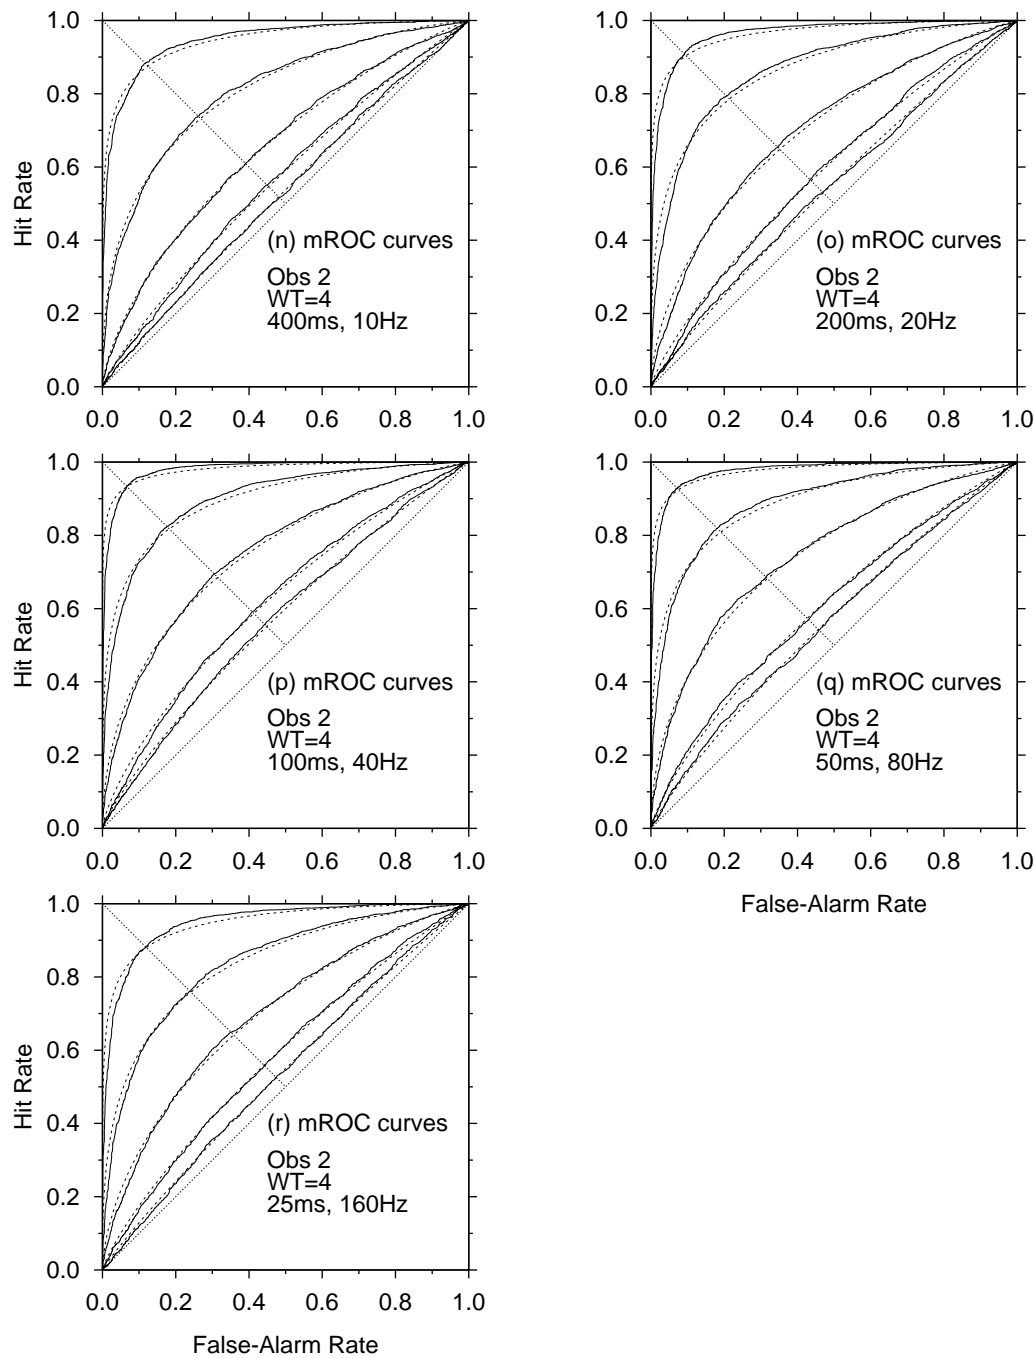 1.0
0.8
0.6
0.4
0.2
0.0
Hit Rate
0.0 0.2 0.4 0.6 0.8 1.0
(n) mROC curves
Obs 2
WT=4
400ms, 10Hz
1.0
0.8
0.6
0.4
0.2
0.0
0.0 0.2 0.4 0.6 0.8 1.0
(o) mROC curves
Obs 2
WT=4
200ms, 20Hz
1.0
0.8
0.6
0.4
0.2
0.0
Hit Rate
0.0 0.2 0.4 0.6 0.8 1.0
(p) mROC curves
Obs 2
WT=4
100ms, 40Hz
1.0
0.8
0.6
0.4
0.2
0.0
0.0 0.2 0.4 0.6 0.8 1.0
False-Alarm Rate
(q) mROC curves
Obs 2
WT=4
50ms, 80Hz
1.0
0.8
0.6
0.4
0.2
0.0
Hit Rate
0.0 0.2 0.4 0.6 0.8 1.0
False-Alarm Rate
(r) mROC curves
Obs 2
WT=4
25ms, 160Hz